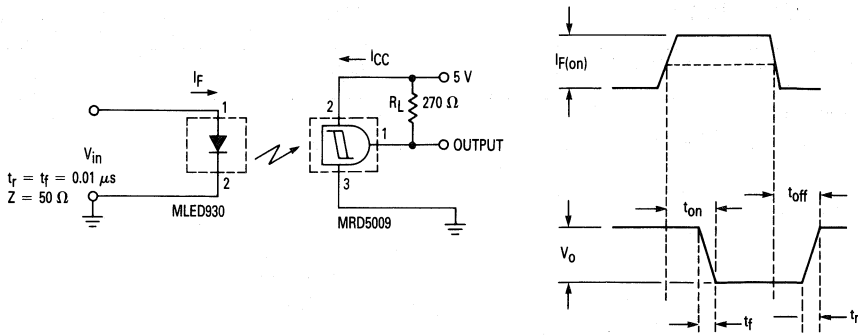 I_F
1
V_in
t_r = t_f = 0.01 µs
Z = 50 Ω
2
MLED930
I_CC
5 V
2
R_L 270 Ω
1
OUTPUT
3
MRD5009
I_F(on)
t_on
t_off
V_o
t_f
t_r